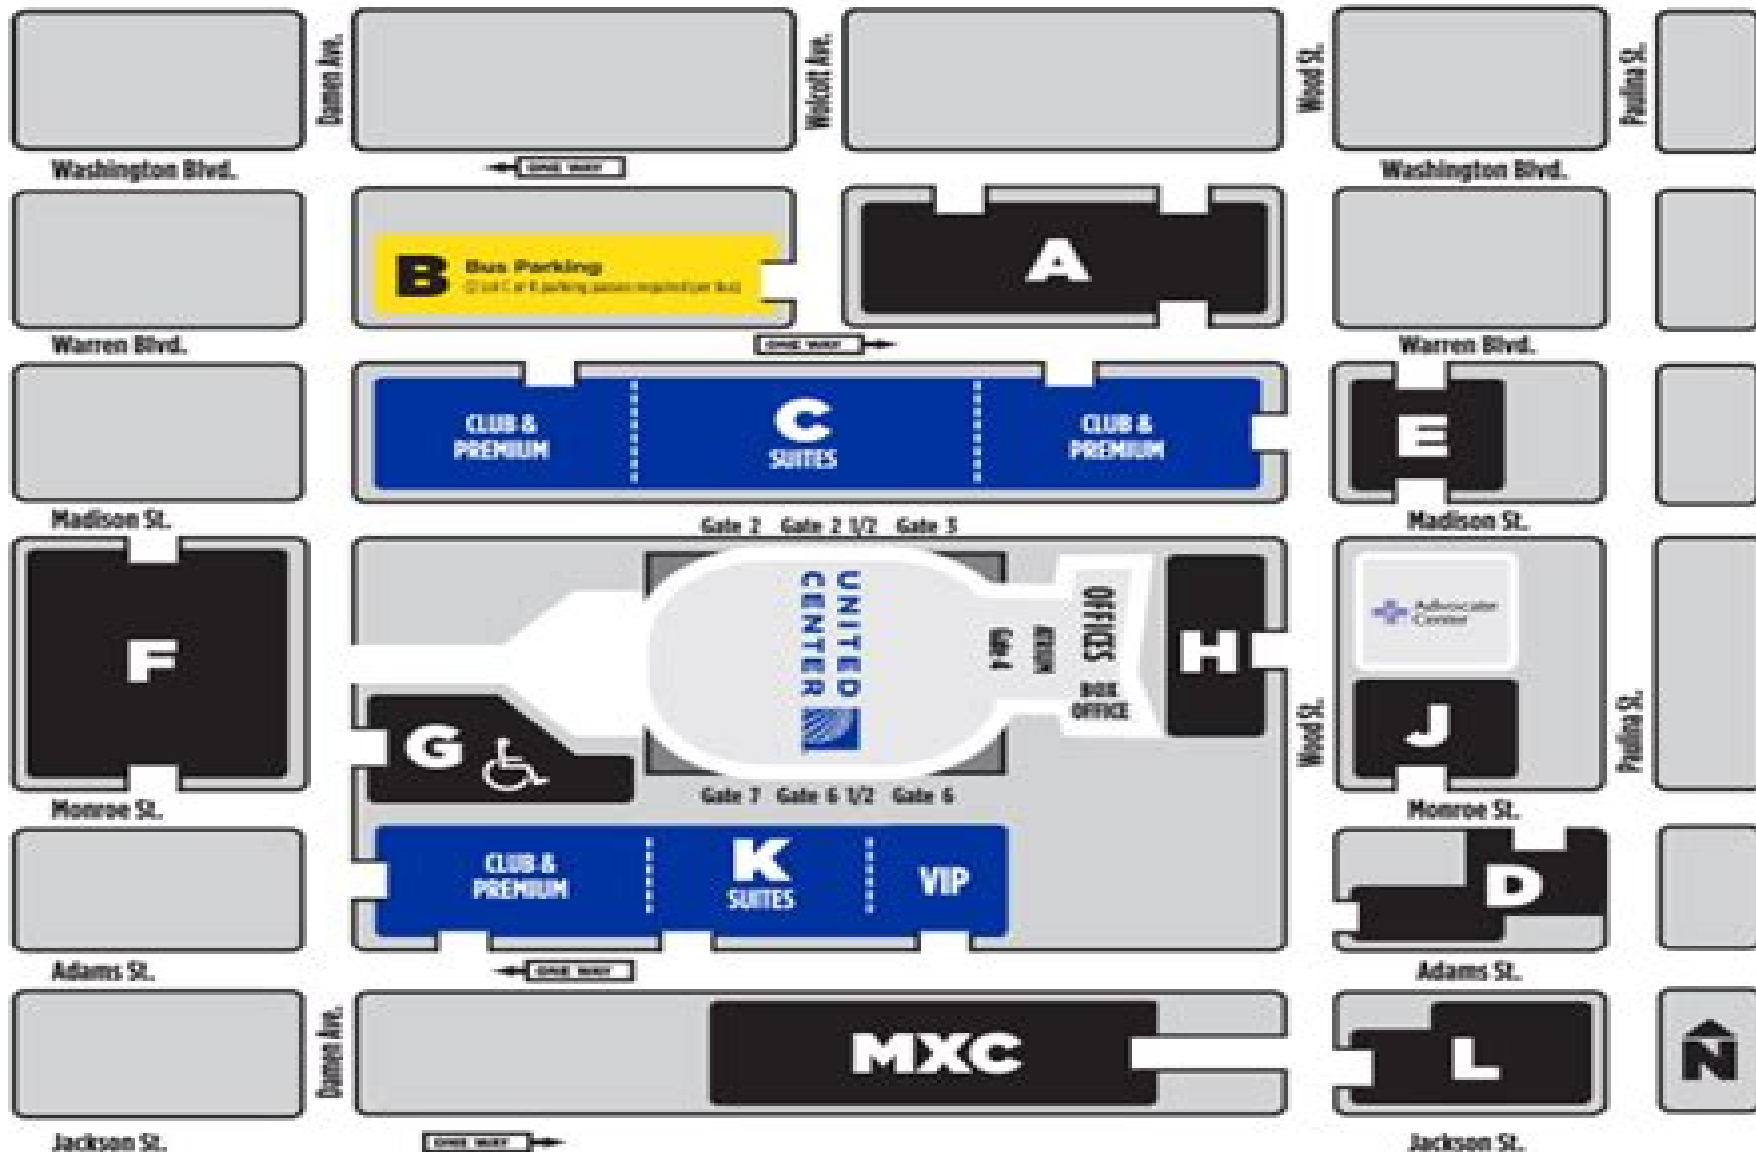 Damen Ave.
Wolcott Ave.
Wood St.
Paulina St.
Washington Blvd.
ONE WAY
Washington Blvd.
B
Bus Parking
A
Warren Blvd.
ONE WAY
Warren Blvd.
CLUB &
PREMIUM
C
SUITES
CLUB &
PREMIUM
E
Madison St.
Gate 2 Gate 2 1/2 Gate 3
Madison St.
F
UNITED
CENTER
Gate 4
ATRIUM
OFFICES
BOX
OFFICE
H
Advocate
Center
G
J
Wood St.
Paulina St.
Monroe St.
Gate 7 Gate 6 1/2 Gate 6
Monroe St.
CLUB &
PREMIUM
K
SUITES
VIP
D
Adams St.
ONE WAY
Adams St.
Damen Ave.
MXC
L
N
Jackson St.
ONE WAY
Jackson St.